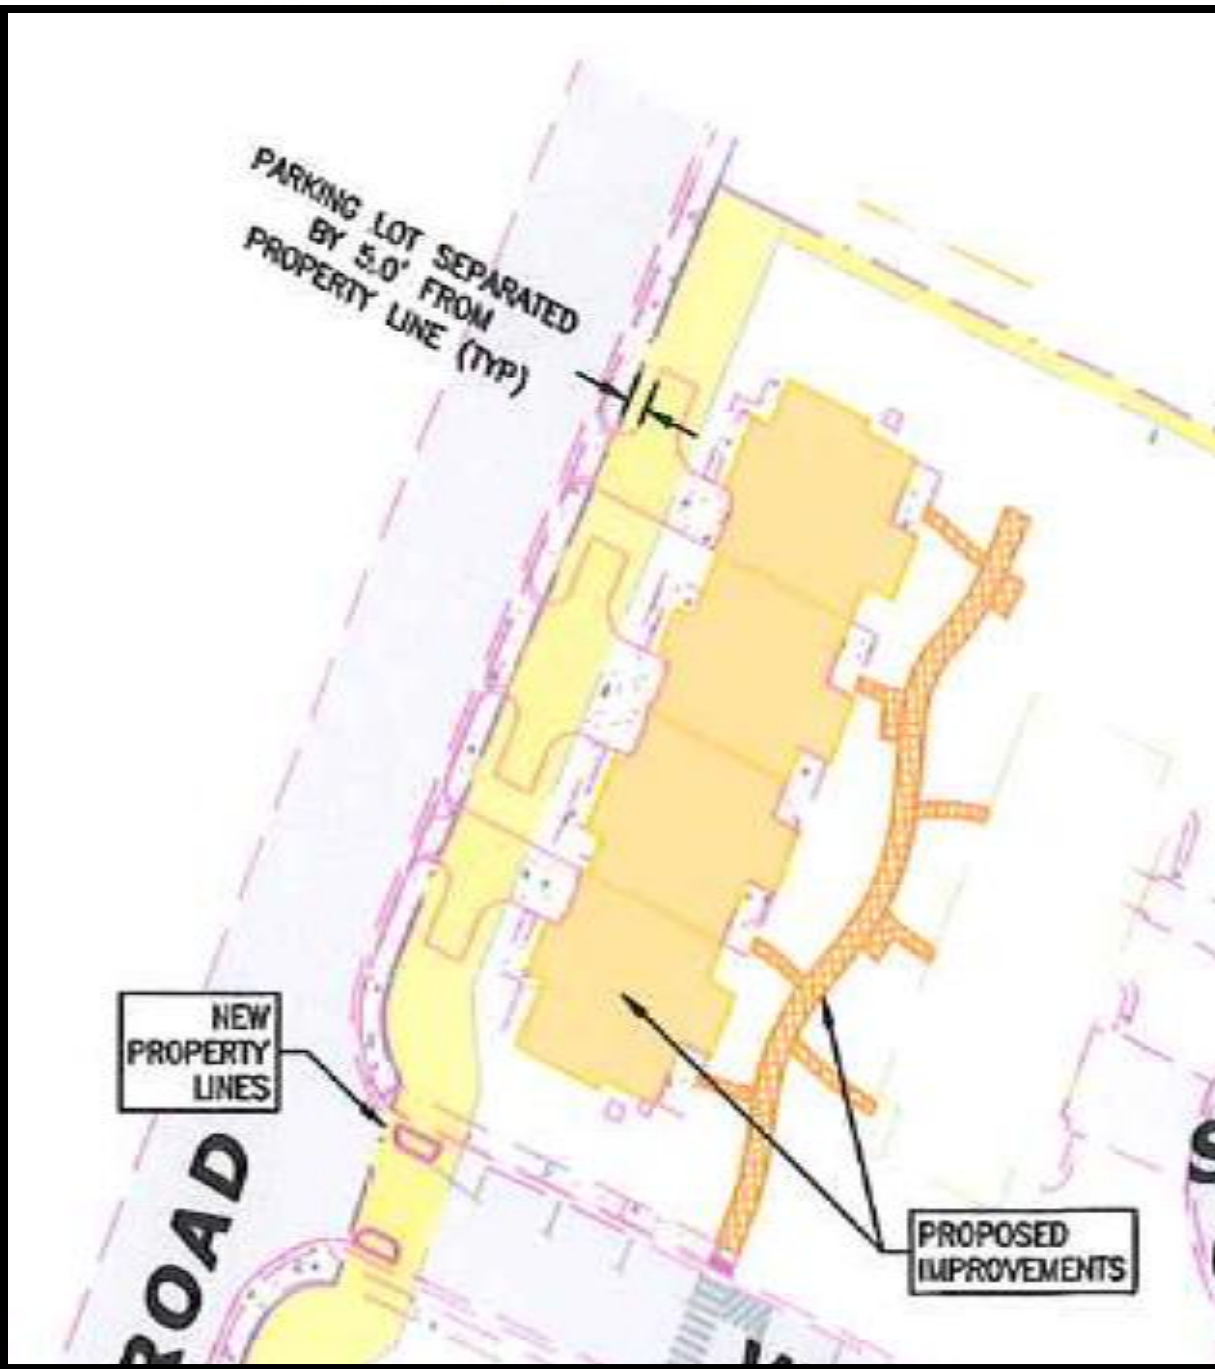 PARKING LOT SEPARATED
BY 5.0' FROM
PROPERTY LINE (TYP)
NEW
PROPERTY
LINES
ROAD
PROPOSED
IMPROVEMENTS